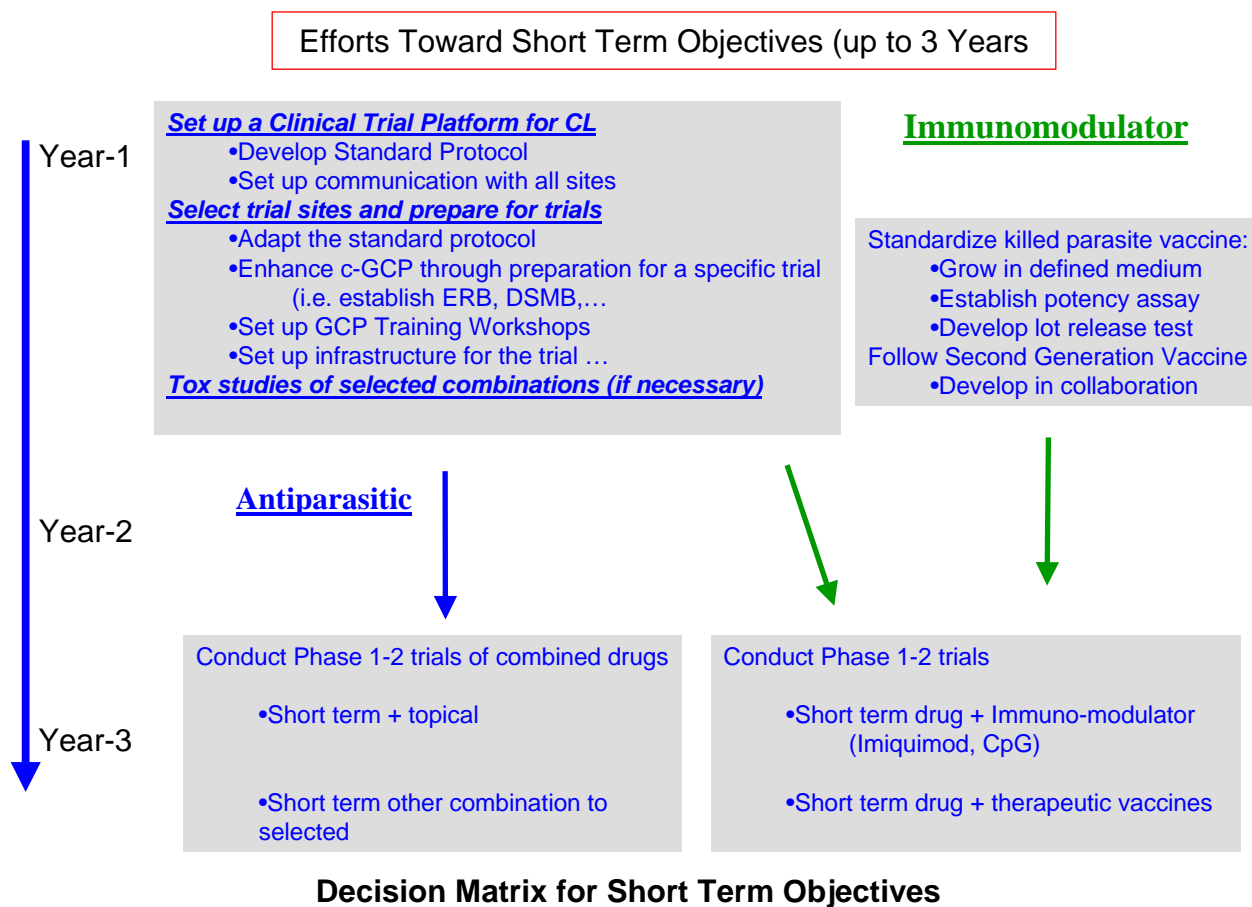 Efforts Toward Short Term Objectives (up to 3 Years
Year-1
Set up a Clinical Trial Platform for CL
•Develop Standard Protocol
•Set up communication with all sites
Select trial sites and prepare for trials
•Adapt the standard protocol
•Enhance c-GCP through preparation for a specific trial
(i.e. establish ERB, DSMB,…
•Set up GCP Training Workshops
•Set up infrastructure for the trial …
Tox studies of selected combinations (if necessary)
Immunomodulator
Standardize killed parasite vaccine:
•Grow in defined medium
•Establish potency assay
•Develop lot release test
Follow Second Generation Vaccine
•Develop in collaboration
Antiparasitic
Year-2
Conduct Phase 1-2 trials of combined drugs
•Short term + topical
•Short term other combination to
selected
Conduct Phase 1-2 trials
•Short term drug + Immuno-modulator
(Imiquimod, CpG)
•Short term drug + therapeutic vaccines
Year-3
Decision Matrix for Short Term Objectives